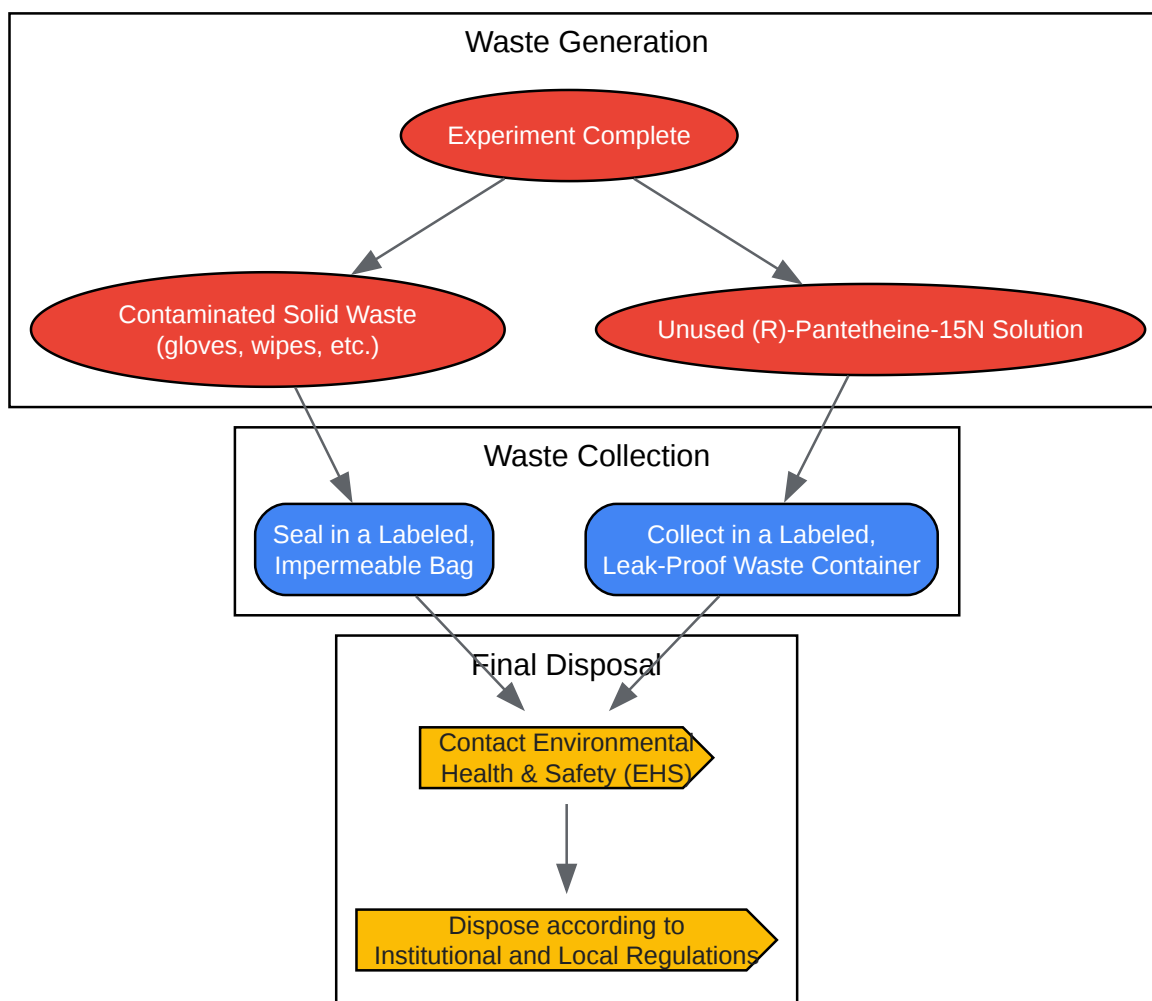 Waste Generation
Experiment Complete
Contaminated Solid Waste
(gloves, wipes, etc.)
Unused (R)-Pantetheine-15N Solution
Waste Collection
Seal in a Labeled,
Impermeable Bag
Collect in a Labeled,
Leak-Proof Waste Container
Final Disposal
Contact Environmental
Health & Safety (EHS)
Dispose according to
Institutional and Local Regulations